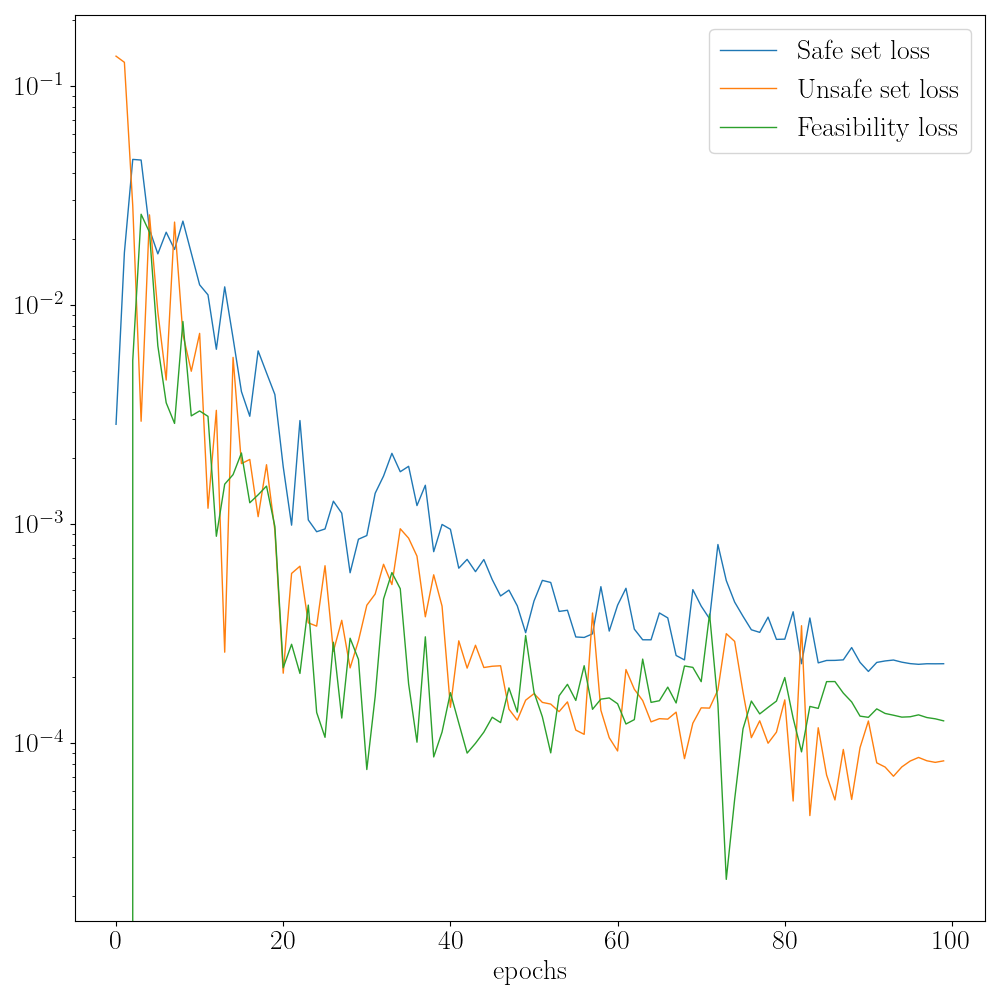 Safe set loss
Unsafe set loss
Feasibility loss
10⁻¹
10⁻²
10⁻³
10⁻⁴
0 20 40 60 80 100
epochs